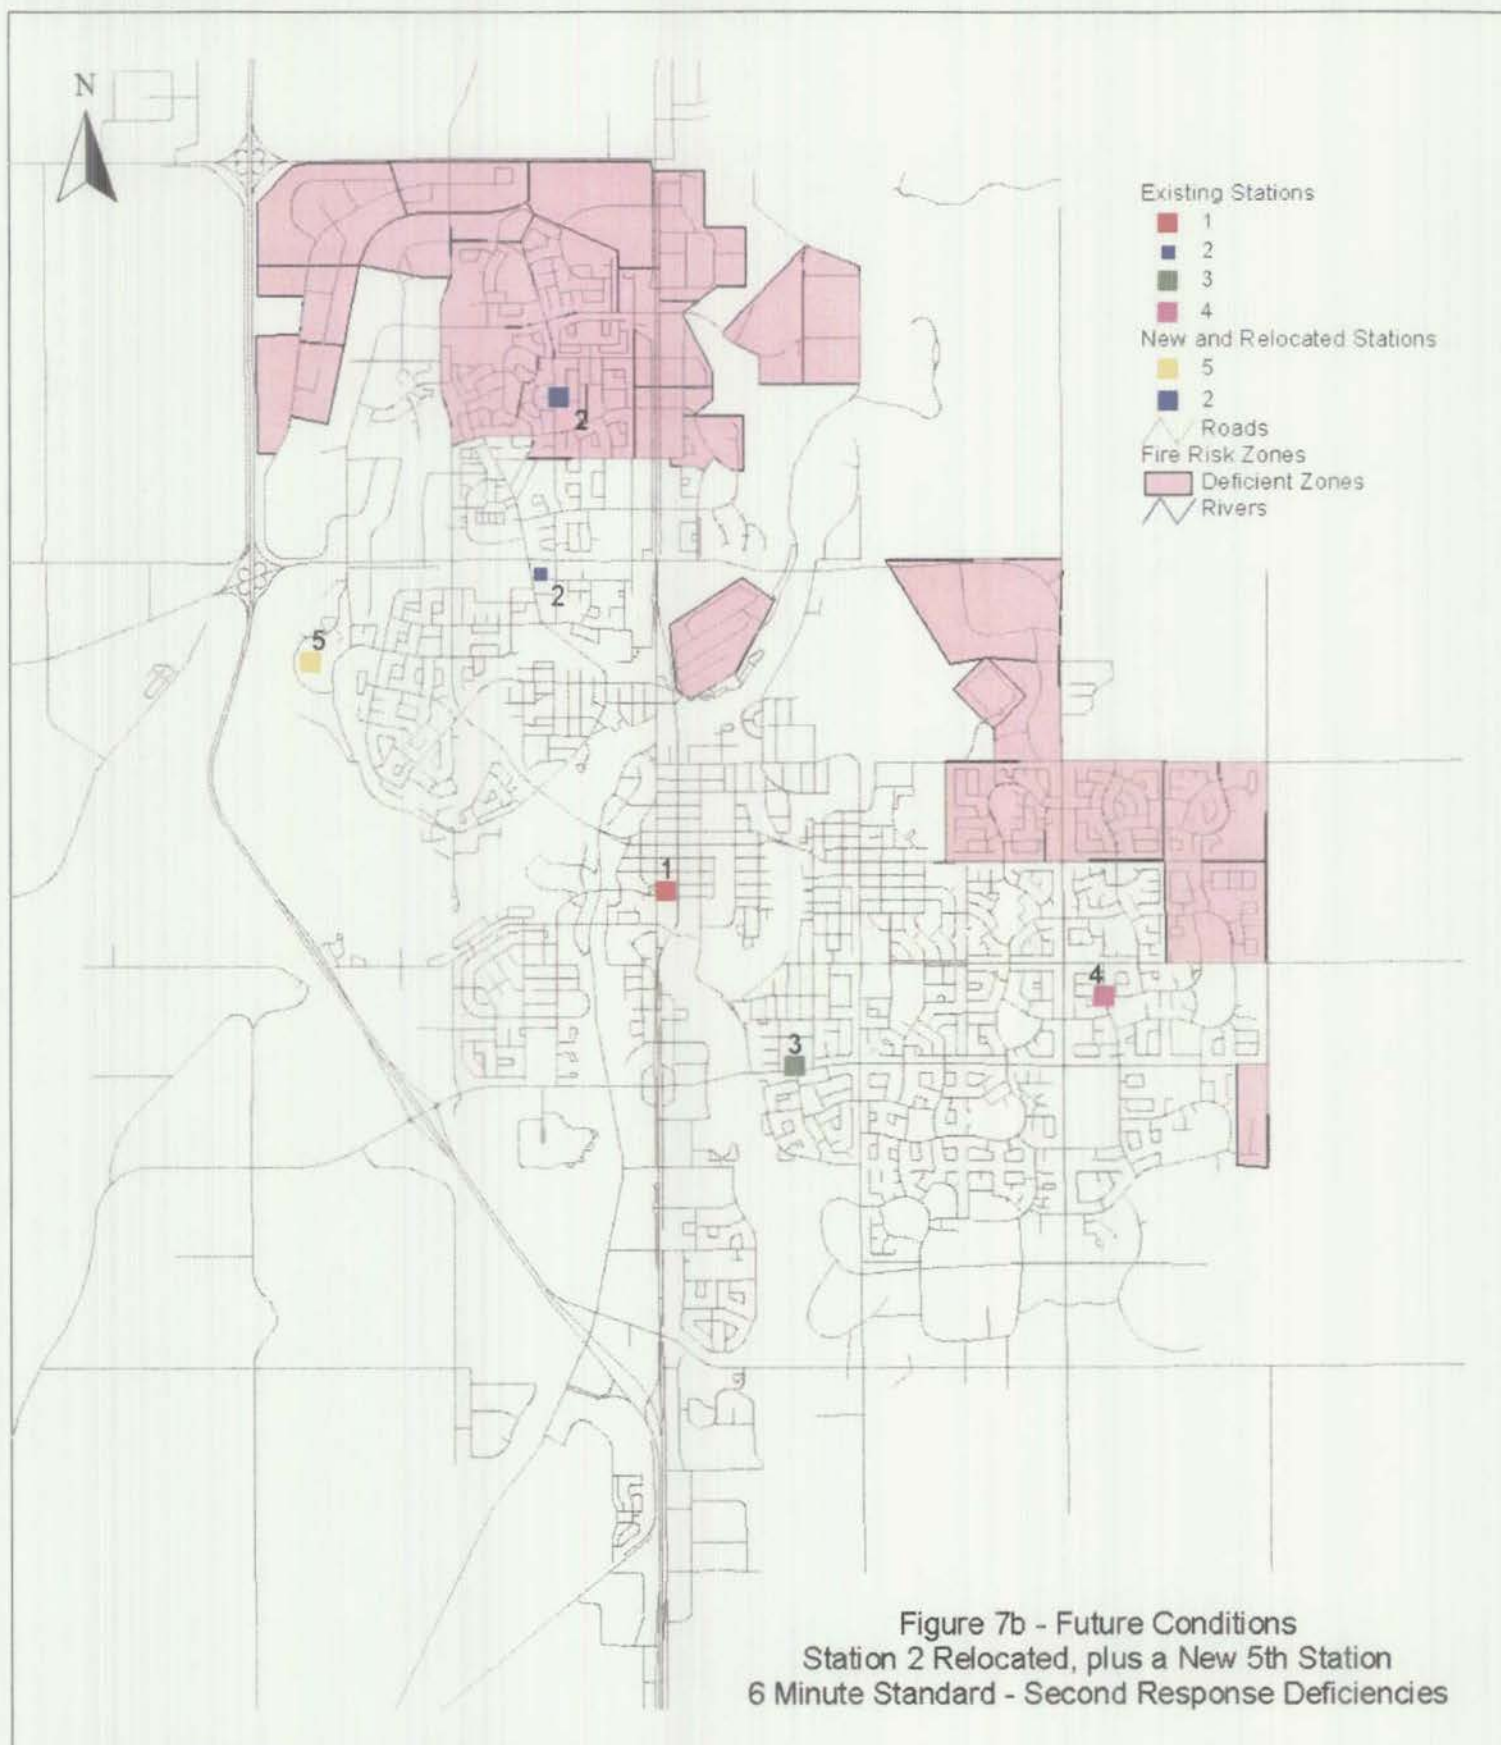 N
Existing Stations
1
2
3
4
New and Relocated Stations
5
2
Roads
Fire Risk Zones
Deficient Zones
Rivers
2
2
5
1
4
3
Figure 7b - Future Conditions
Station 2 Relocated, plus a New 5th Station
6 Minute Standard - Second Response Deficiencies